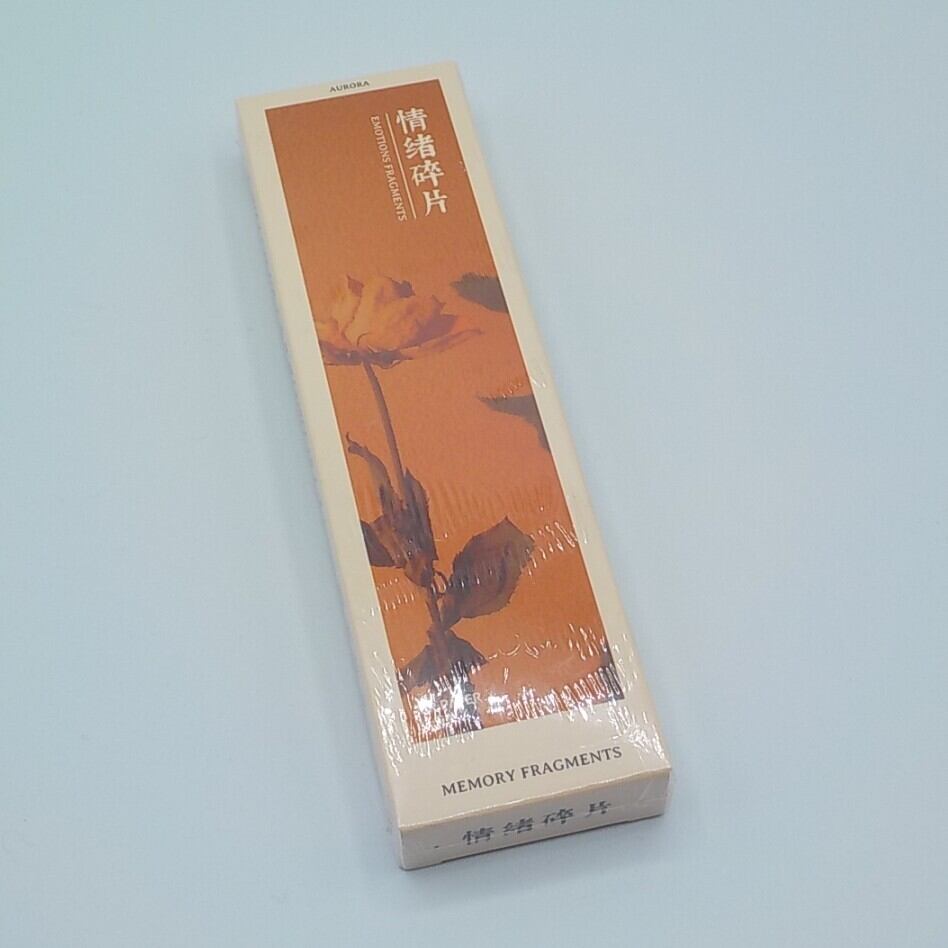 AURORA
情绪碎片
EMOTIONS FRAGMENTS
MEMORY FRAGMENTS
情绪碎片